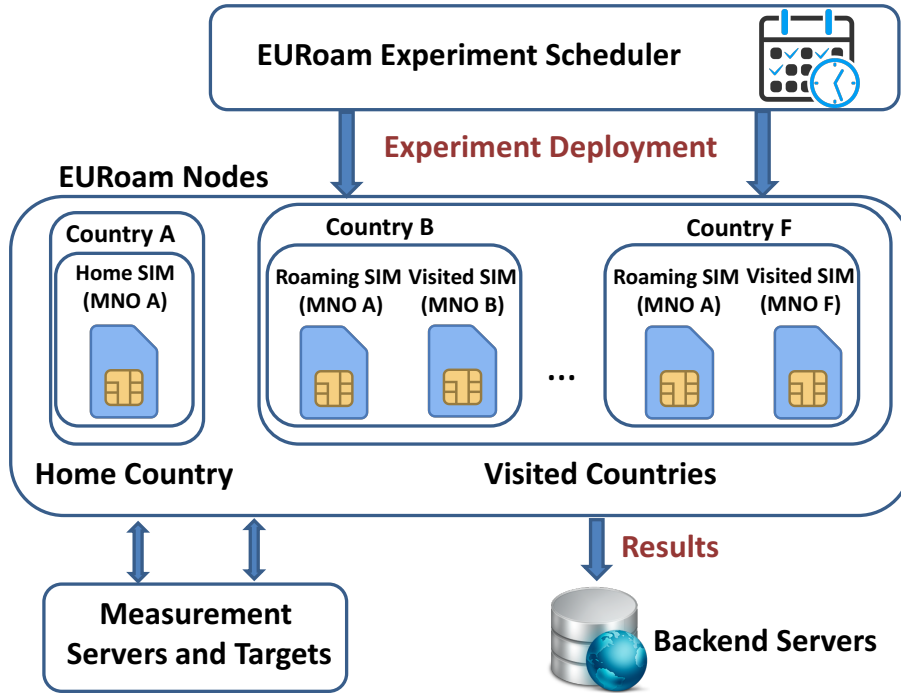 EURoam Experiment Scheduler
Experiment Deployment
EURoam Nodes
Country A
Home SIM
(MNO A)
Country B
Roaming SIM
(MNO A)
Visited SIM
(MNO B)
...
Country F
Roaming SIM
(MNO A)
Visited SIM
(MNO F)
Home Country
Visited Countries
Results
Measurement
Servers and Targets
Backend Servers